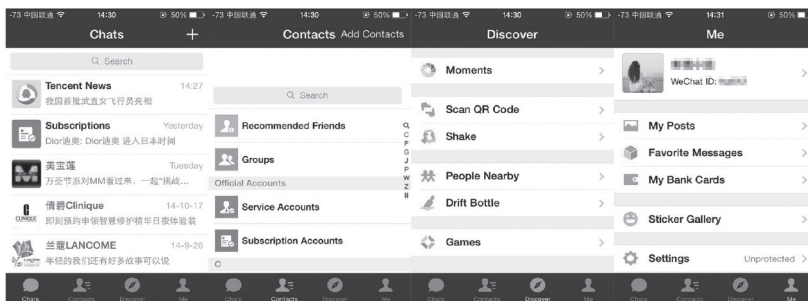 -73 中国联通 14:30 50%
Chats +
Search
Tencent News 14:27
我国首批武直女飞行员亮相
Subscriptions Yesterday
Dior迪奥: Dior迪奥 进入日本时间
美宝莲 Tuesday
万圣节派对MM看过来，一起"挑战...
CLINIQUE
倩碧Clinique 14-10-17
即刻预约申领智慧修护精华日夜体验装
兰蔻LANCOME 14-9-26
年轻的我们还有好多故事可以说
Chats Contacts Discover Me
-73 中国联通 14:30 50%
Contacts Add Contacts
Search
Recommended Friends
Groups
Official Accounts
Service Accounts
Subscription Accounts
C
C
F
G
J
P
W
Z
#
Chats Contacts Discover Me
-73 中国联通 14:30 50%
Discover
Moments
Scan QR Code
Shake
People Nearby
Drift Bottle
Games
Chats Contacts Discover Me
-73 中国联通 14:31 50%
Me
WeChat ID:
My Posts
Favorite Messages
My Bank Cards
Sticker Gallery
Settings Unprotected
Chats Contacts Discover Me